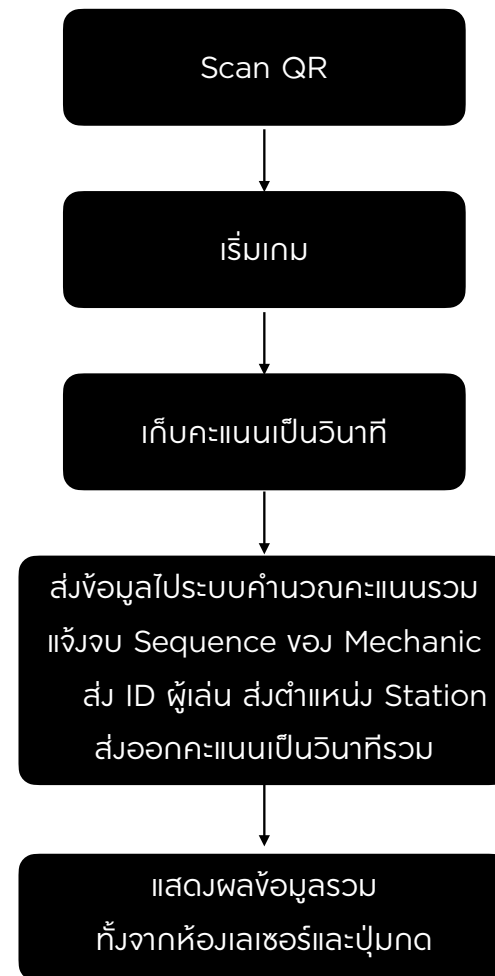 Scan QR
เริ่มเกม
เก็บคะแนนเป็นวินาที
ส่งข้อมูลไประบบคำนวณคะแนนรวม
แจ้งจบ Sequence ของ Mechanic
ส่ง ID ผู้เล่น ส่งตำแหน่ง Station
ส่งออกคะแนนเป็นวินาทีรวม
แสดงผลข้อมูลรวม
ทั้งจากห้องเลเซอร์และปุ่มกด